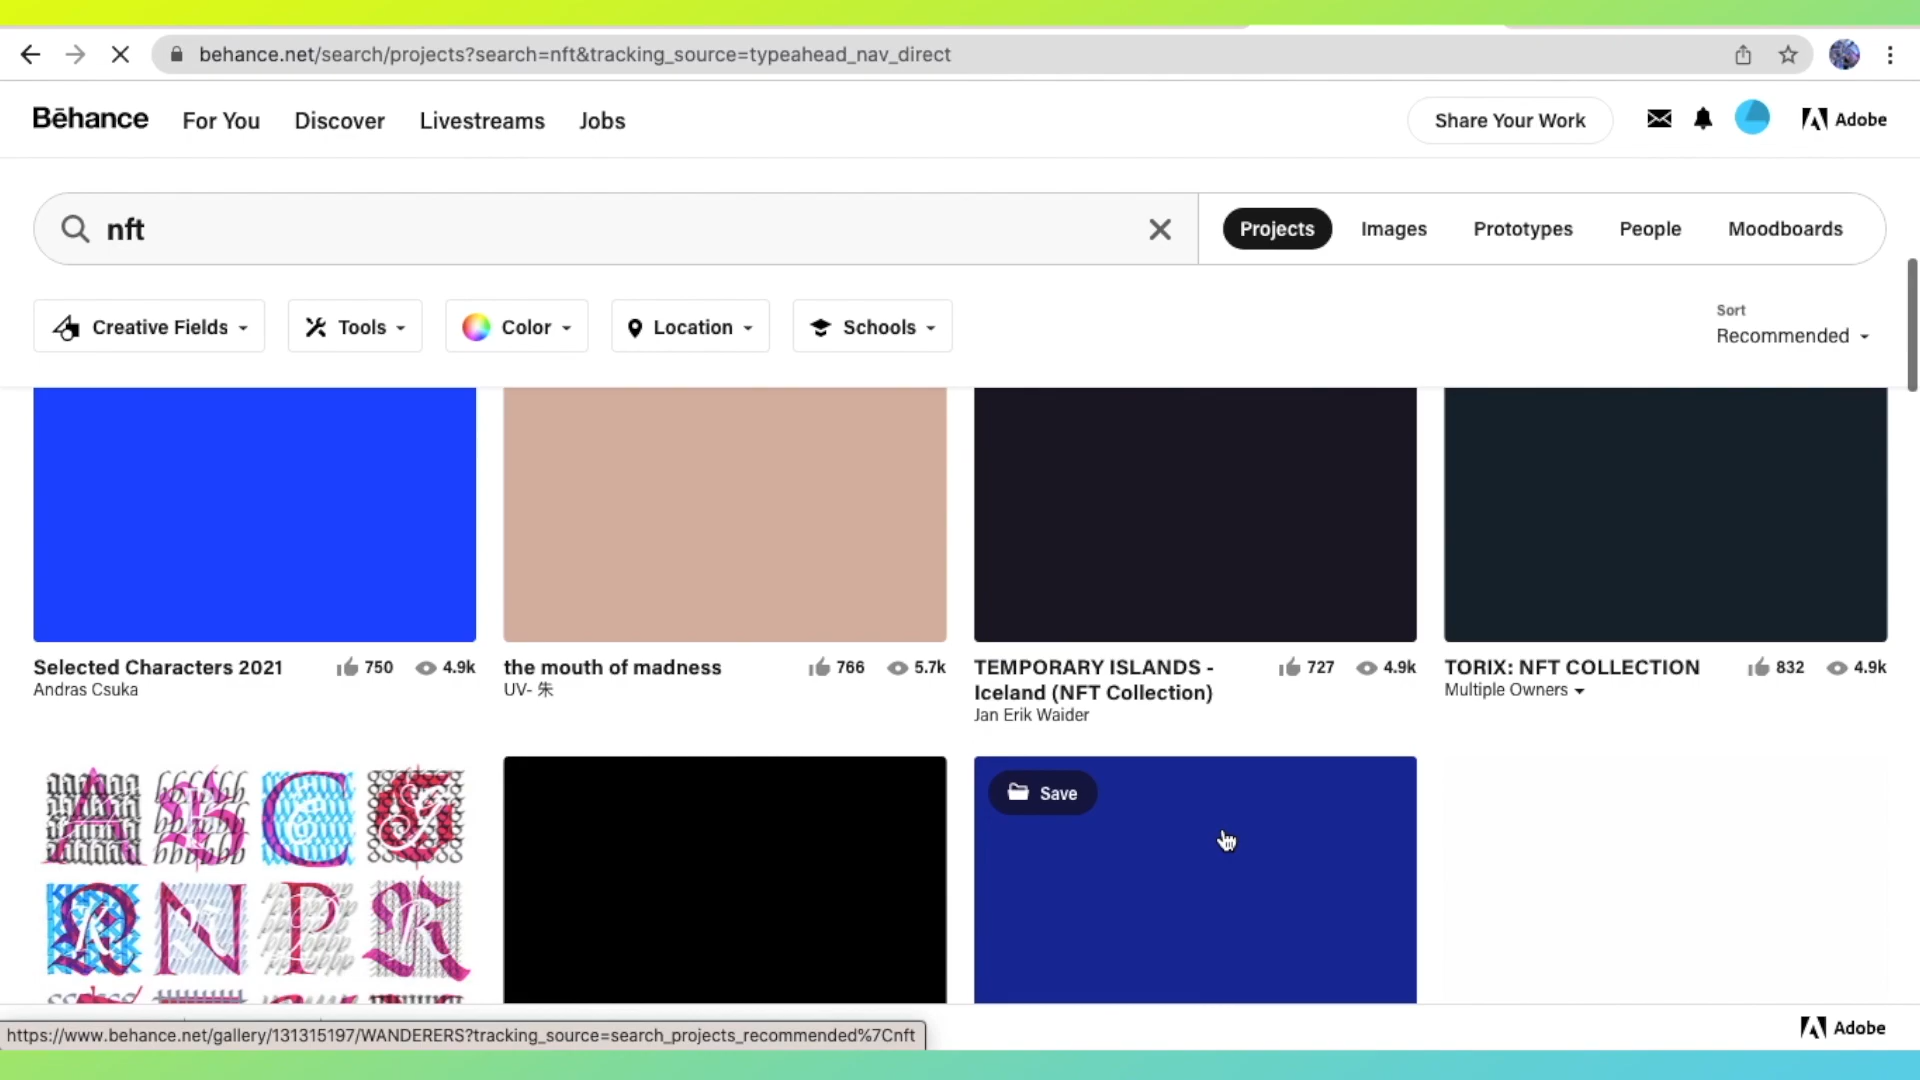 behance.net/search/projects?search=nft&tracking_source=typeahead_nav_direct
Bēhance For You Discover Livestreams Jobs Share Your Work Adobe
nft Projects Images Prototypes People Moodboards
Creative Fields Tools Color Location Schools
Sort
Recommended
Selected Characters 2021 750 4.9k
Andras Csuka
the mouth of madness 766 5.7k
UV- 朱
TEMPORARY ISLANDS - 727 4.9k
Iceland (NFT Collection)
Jan Erik Waider
TORIX: NFT COLLECTION 832 4.9k
Multiple Owners
Save
https://www.behance.net/gallery/131315197/WANDERERS?tracking_source=search_projects_recommended%7Cnft
Adobe